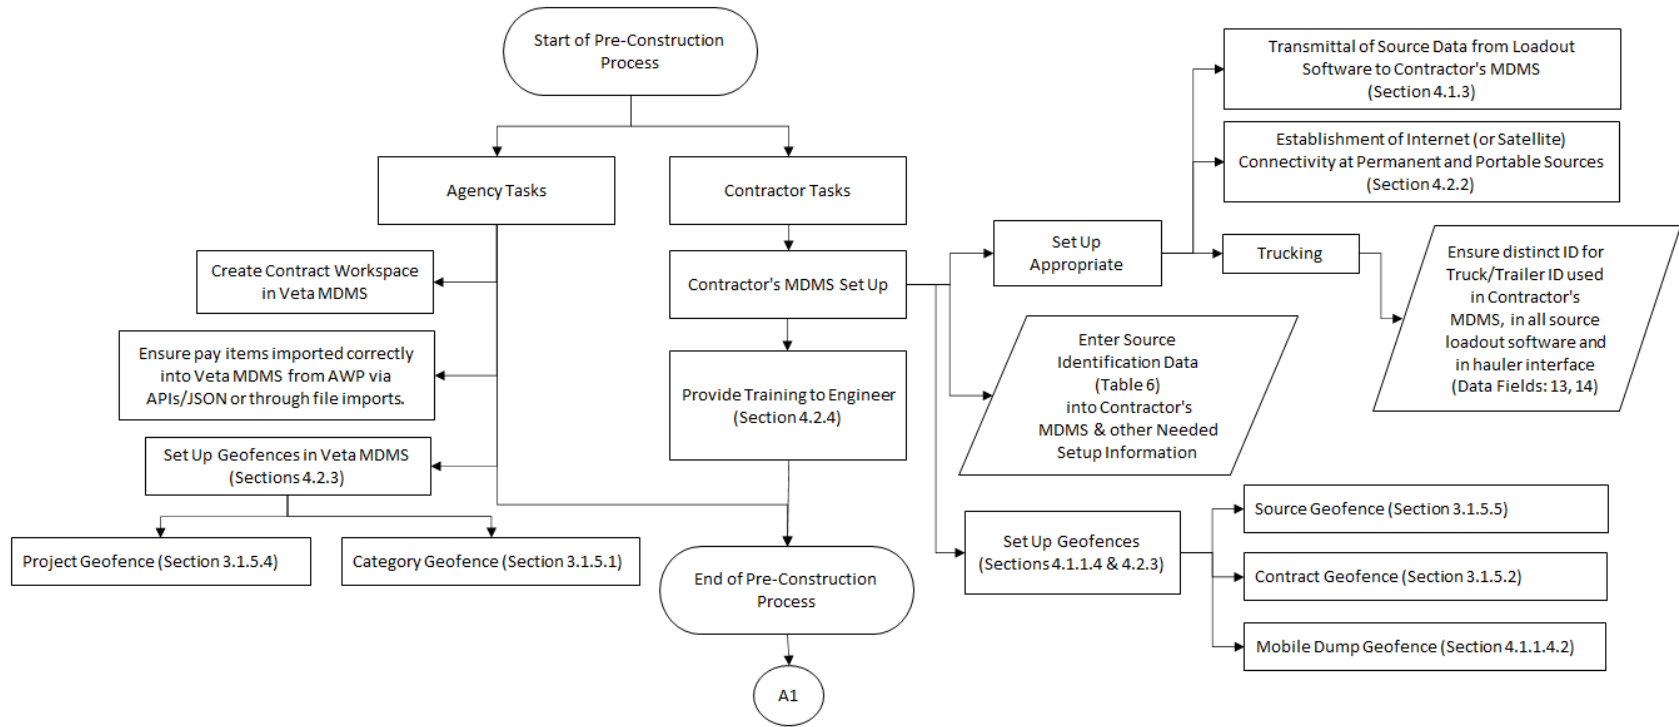 Start of Pre-Construction
Process
Agency Tasks
Contractor Tasks
Create Contract Workspace
in Veta MDMS
Ensure pay items imported correctly
into Veta MDMS from AWP via
APIs/JSON or through file imports.
Set Up Geofences in Veta MDMS
(Sections 4.2.3)
Project Geofence (Section 3.1.5.4)
Category Geofence (Section 3.1.5.1)
Contractor's MDMS Set Up
Provide Training to Engineer
(Section 4.2.4)
End of Pre-Construction
Process
A1
Set Up
Appropriate
Transmittal of Source Data from Loadout
Software to Contractor's MDMS
(Section 4.1.3)
Establishment of Internet (or Satellite)
Connectivity at Permanent and Portable Sources
(Section 4.2.2)
Trucking
Ensure distinct ID for
Truck/Trailer ID used
in Contractor's
MDMS, in all source
loadout software and
in hauler interface
(Data Fields: 13, 14)
Enter Source
Identification Data
(Table 6)
into Contractor's
MDMS & other Needed
Setup Information
Set Up Geofences
(Sections 4.1.1.4 & 4.2.3)
Source Geofence (Section 3.1.5.5)
Contract Geofence (Section 3.1.5.2)
Mobile Dump Geofence (Section 4.1.1.4.2)